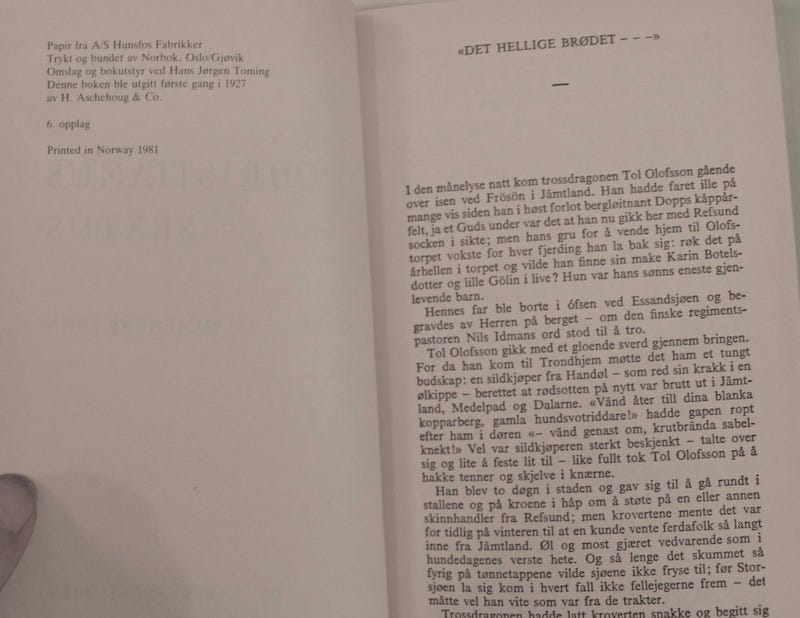 Papir fra A/S Hunsfos Fabrikker
Trykt og bundet av Norbok, Oslo/Gjøvik
Omslag og bokutstyr ved Hans Jørgen Toming
Denne boken ble utgitt første gang i 1927
av H. Aschehoug & Co.
6. opplag
Printed in Norway 1981
«DET HELLIGE BRØDET – – –»
I den månelyse natt kom trossdragonen Tol Olofsson gående
over isen ved Frösön i Jämtland. Han hadde faret ille på
mange vis siden han i høst forlot bergløitnant Dopps kåppår-
felt, ja et Guds under var det at han nu gikk her med Refsund
socken i sikte; men hans gru for å vende hjem til Olofs-
torpet vokste for hver fjerding han la bak sig: røk det på
århellen i torpet og vilde han finne sin make Karin Botels-
dotter og lille Gölin i live? Hun var hans sønns eneste gjen-
levende barn.
Hennes far ble borte i ófsen ved Essandsjøen og be-
gravdes av Herren på berget – om den finske regiments-
pastoren Nils Idmans ord stod til å tro.
Tol Olofsson gikk med et gloende sverd gjennem bringen.
For da han kom til Trondhjem møtte det ham et tungt
budskap: en sildkjøper fra Handøl – som red sin krakk i en
ølkippe – berettet at rødsotten på nytt var brutt ut i Jämt-
land, Medelpad og Dalarne. «Vänd åter till dina blanka
kopparberg, gamla hundsvotriddare!» hadde gapen ropt
efter ham i døren «– vänd genast om, krutbrända sabel-
knekt!» Vel var sildkjøperen sterkt beskjenkt – talte over
sig og lite å feste lit til – like fullt tok Tol Olofsson på å
hakke tenner og skjelve i knærne.
Han blev to døgn i staden og gav sig til å gå rundt i
stallene og på kroene i håp om å støte på en eller annen
skinnhandler fra Refsund; men krovertene mente det var
for tidlig på vinteren til at en kunde vente ferdafolk så langt
inne fra Jämtland. Øl og most gjæret vedvarende som i
hundedagenes verste hete. Og så lenge det skummet så
fyrig på tønnetappene vilde sjøene ikke fryse til; før Stor-
sjøen la sig kom i hvert fall ikke fellejegerne frem – det
måtte vel han vite som var fra de trakter.
Trossdragonen hadde latt kroverten snakke og begitt sig